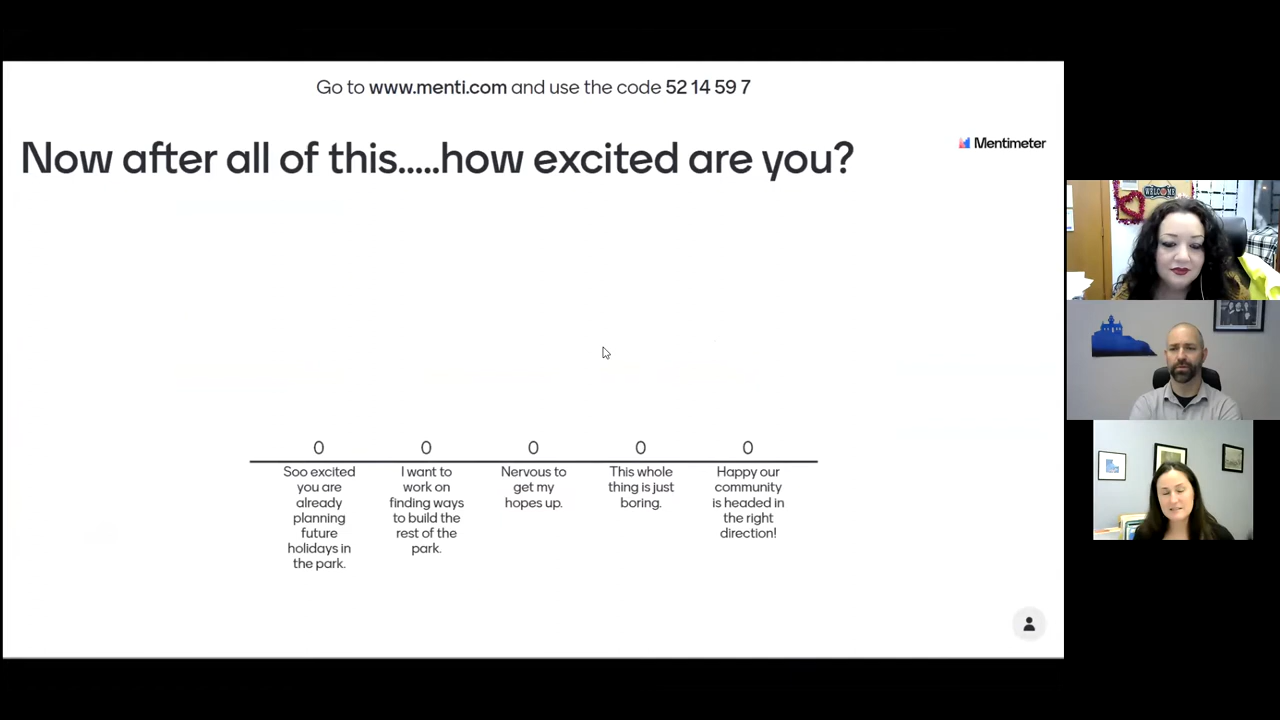 Go to www.menti.com and use the code 52 14 59 7
Now after all of this.....how excited are you?
Mentimeter
WELCOME
0
0
0
0
0
Soo excited
you are
already
planning
future
holidays in
the park.
I want to
work on
finding ways
to build the
rest of the
park.
Nervous to
get my
hopes up.
This whole
thing is just
boring.
Happy our
community
is headed in
the right
direction!